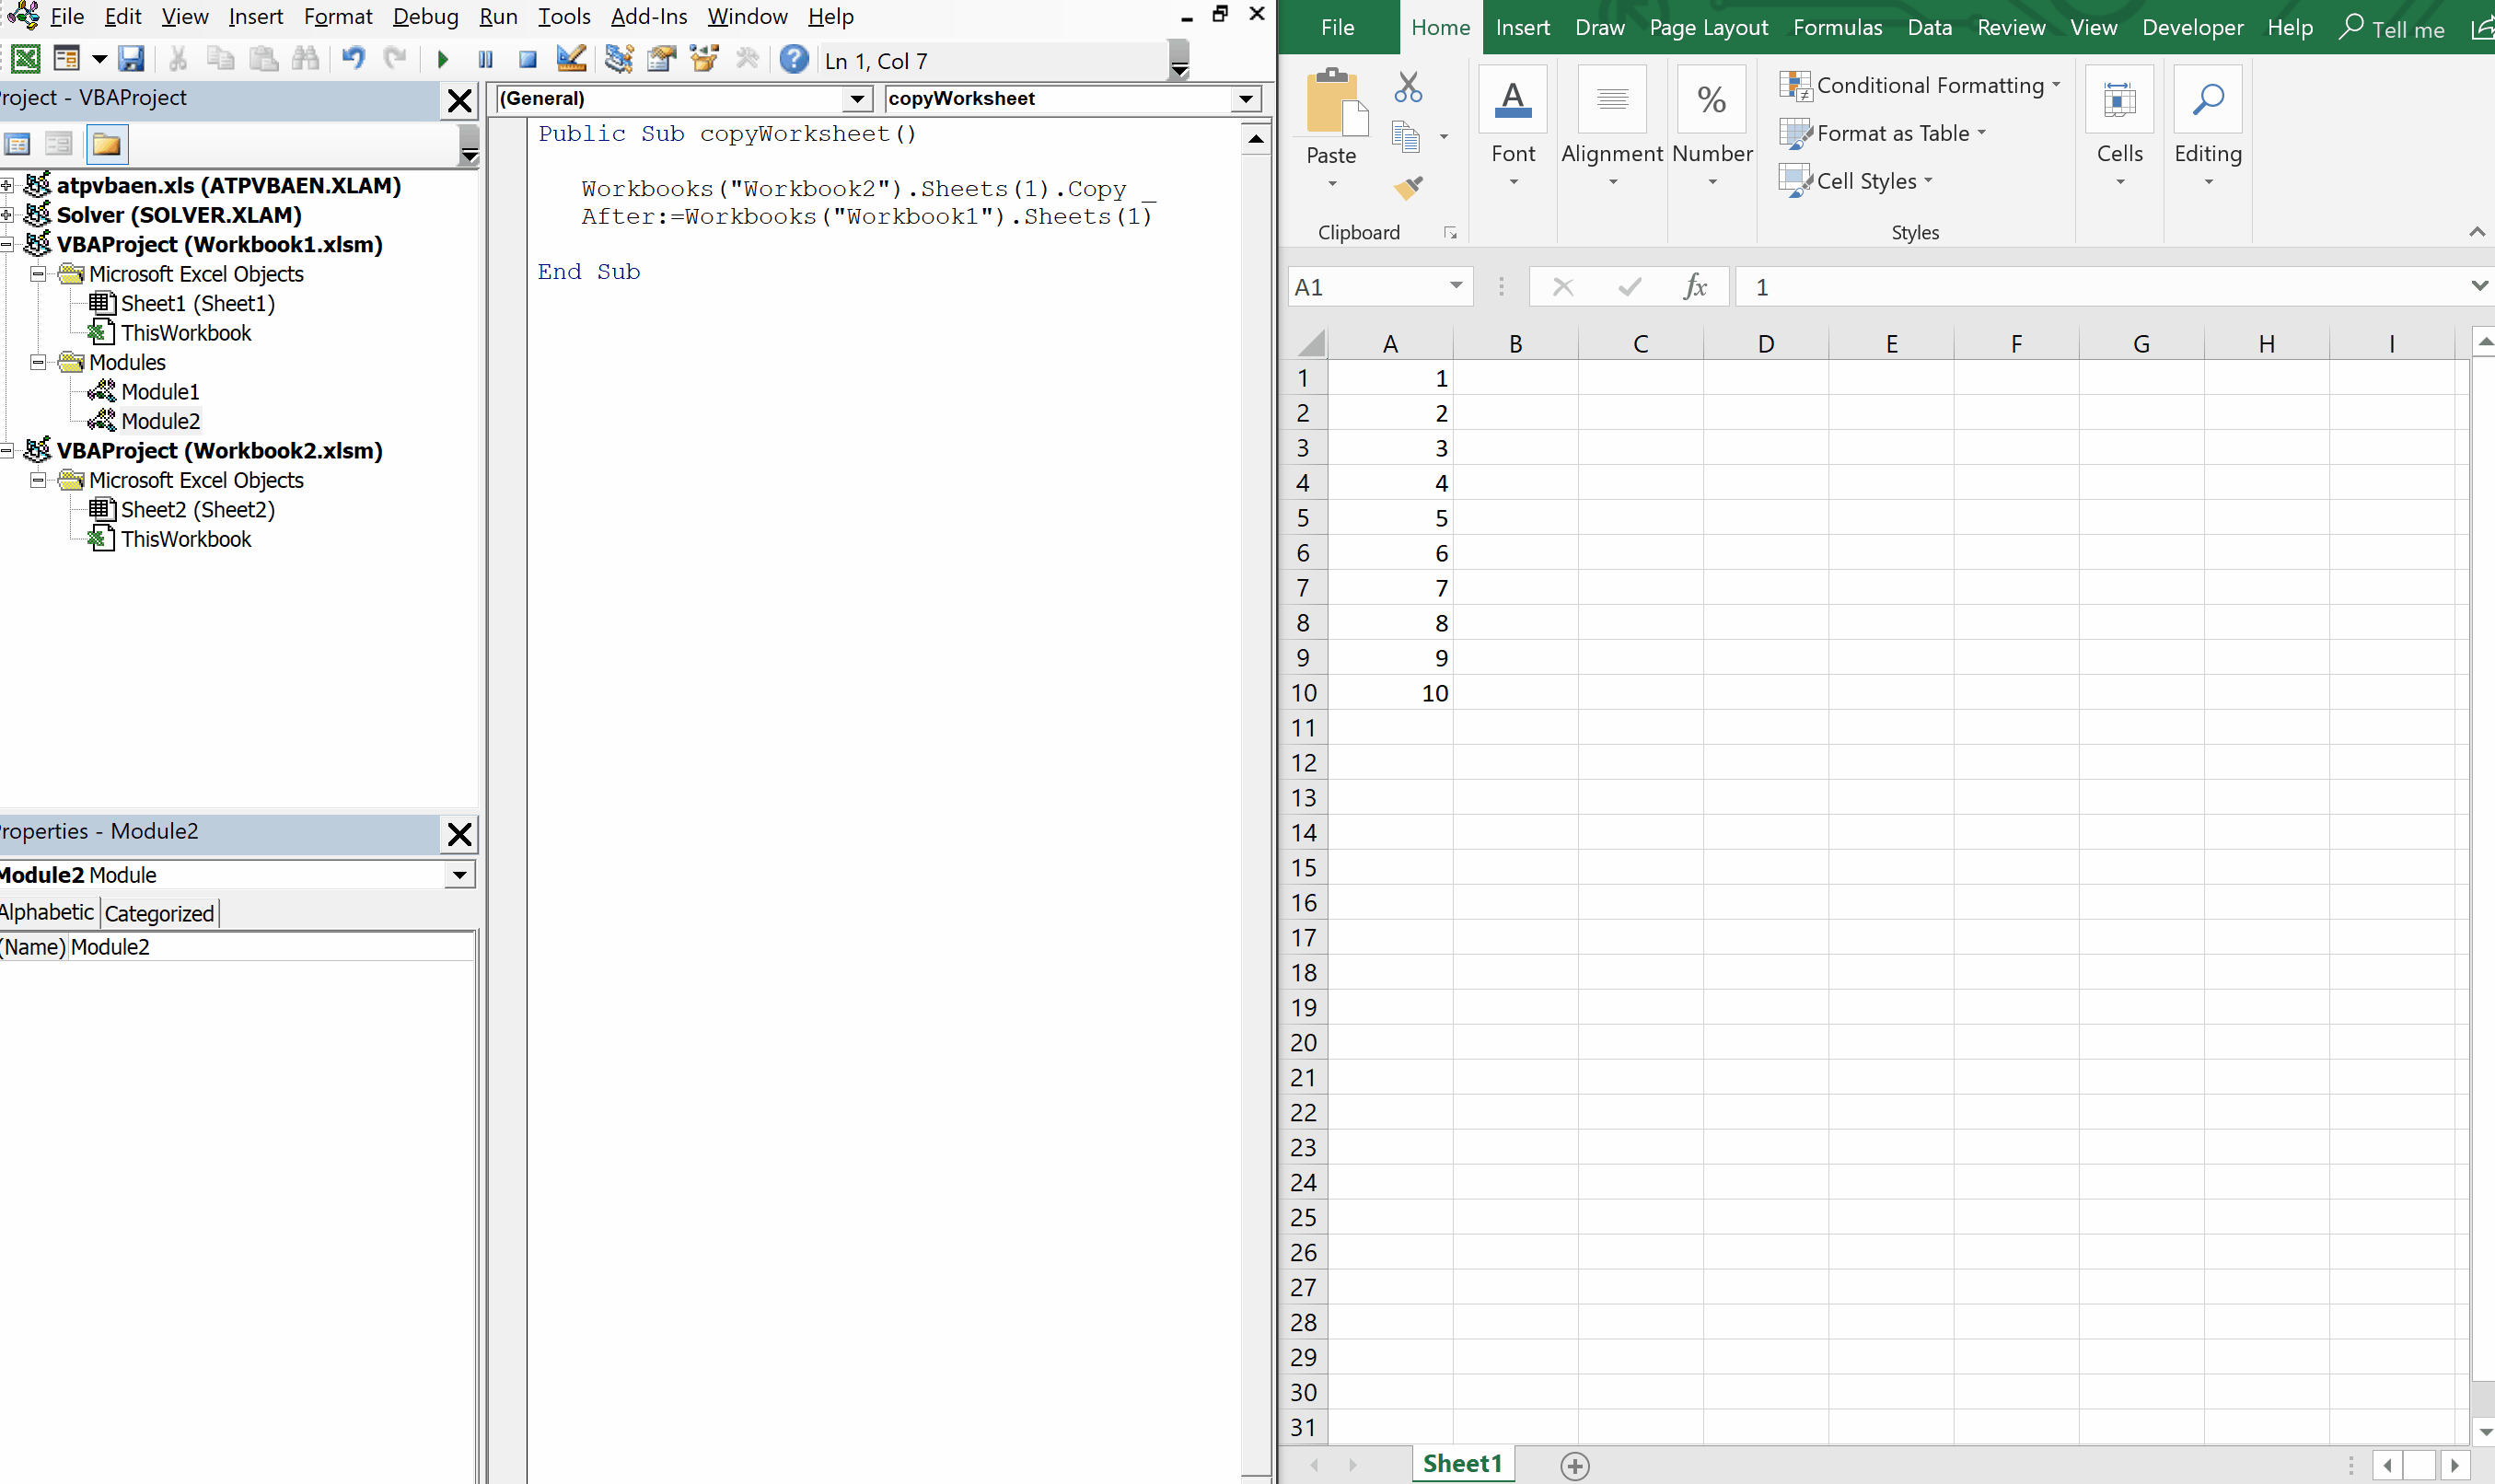 File Edit View Insert Format Debug Run Tools Add-Ins Window Help
Ln 1, Col 7
roject - VBAProject
atpvbaen.xls (ATPVBAEN.XLAM)
Solver (SOLVER.XLAM)
VBAProject (Workbook1.xlsm)
Microsoft Excel Objects
Sheet1 (Sheet1)
ThisWorkbook
Modules
Module1
Module2
VBAProject (Workbook2.xlsm)
Microsoft Excel Objects
Sheet2 (Sheet2)
ThisWorkbook
roperties - Module2
Module2 Module
Alphabetic Categorized
(Name) Module2
(General) copyWorksheet
Public Sub copyWorksheet()
Workbooks("Workbook2").Sheets(1).Copy _
After:=Workbooks("Workbook1").Sheets(1)
End Sub
File Home Insert Draw Page Layout Formulas Data Review View Developer Help Tell me
Paste
Clipboard
Font
Alignment
Number
Conditional Formatting
Format as Table
Cell Styles
Styles
Cells
Editing
A1 fx 1
A B C D E F G H I
1 1
2 2
3 3
4 4
5 5
6 6
7 7
8 8
9 9
10 10
11
12
13
14
15
16
17
18
19
20
21
22
23
24
25
26
27
28
29
30
31
Sheet1